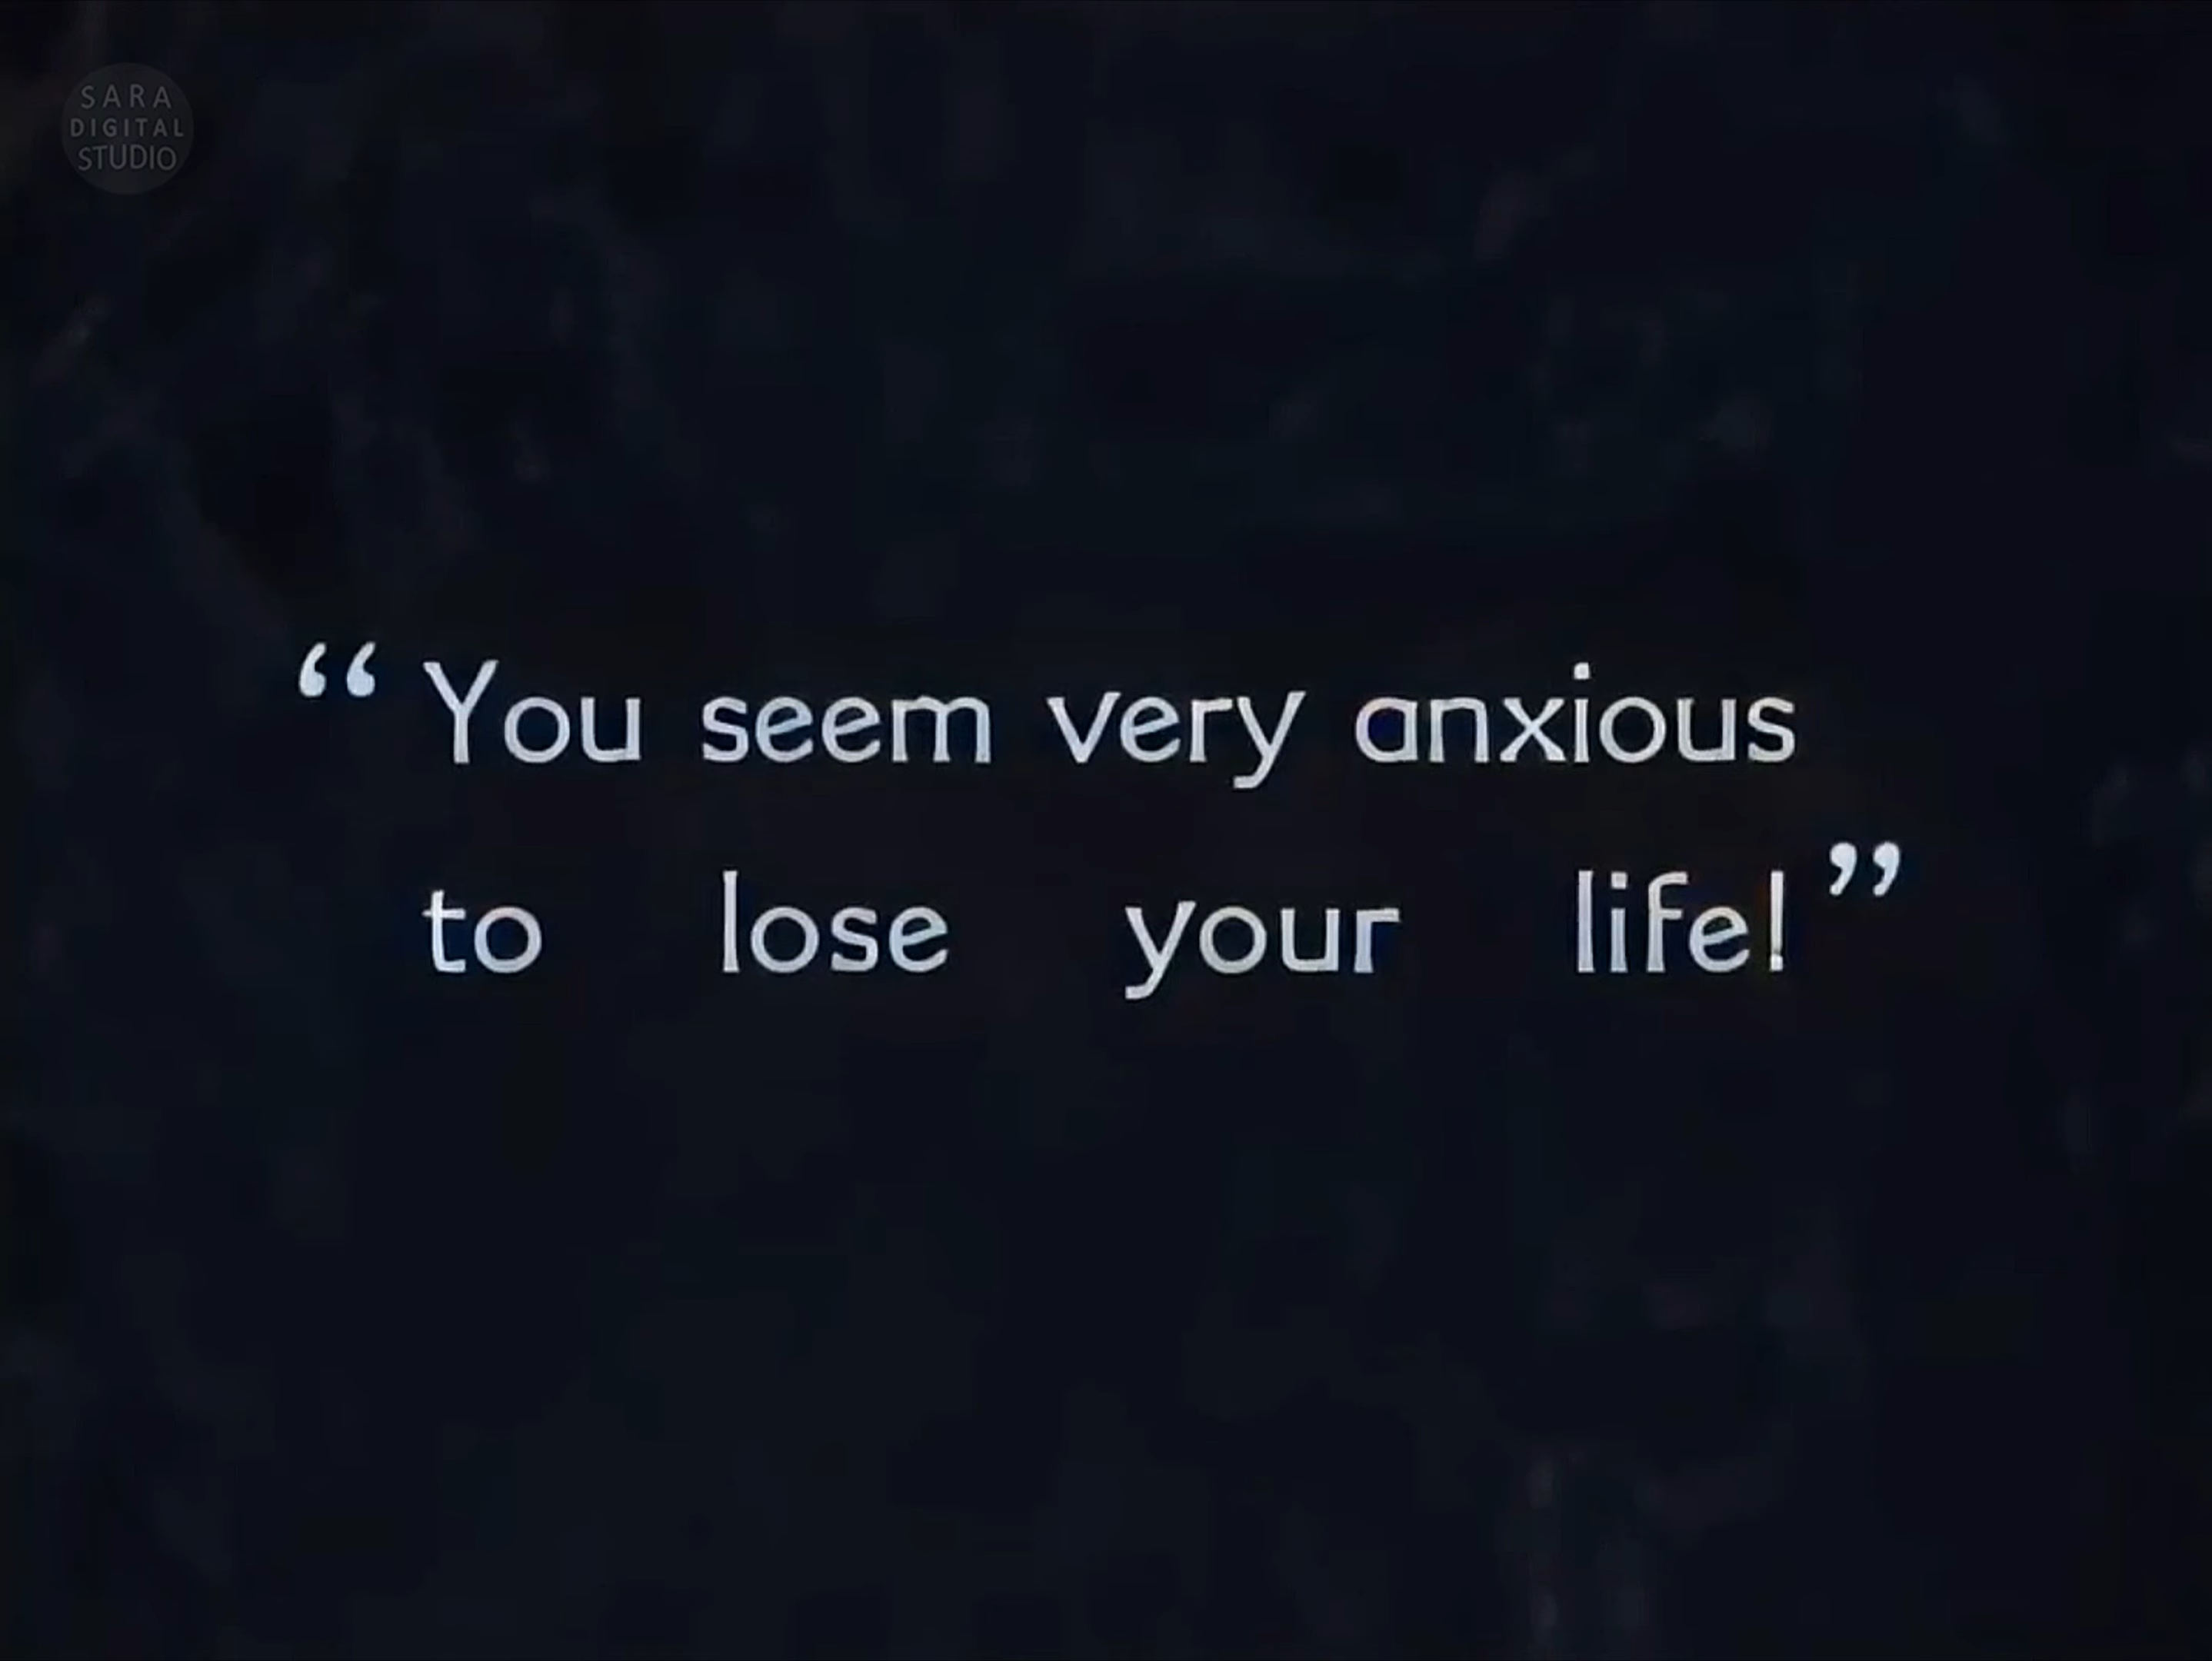 SARA
DIGITAL
STUDIO
“ You seem very anxious
to lose your life! ”